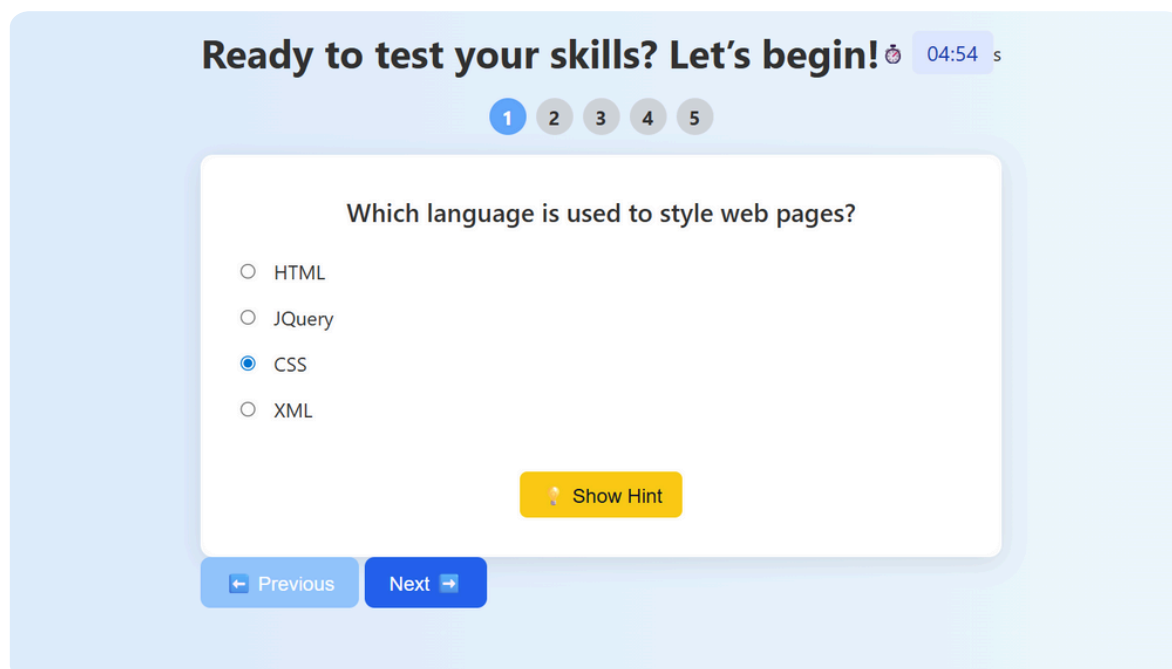 Ready to test your skills? Let’s begin!⏱ 04:54 s
1 2 3 4 5
Which language is used to style web pages?
HTML
JQuery
CSS
XML
💡 Show Hint
⬅️ Previous Next ➡️